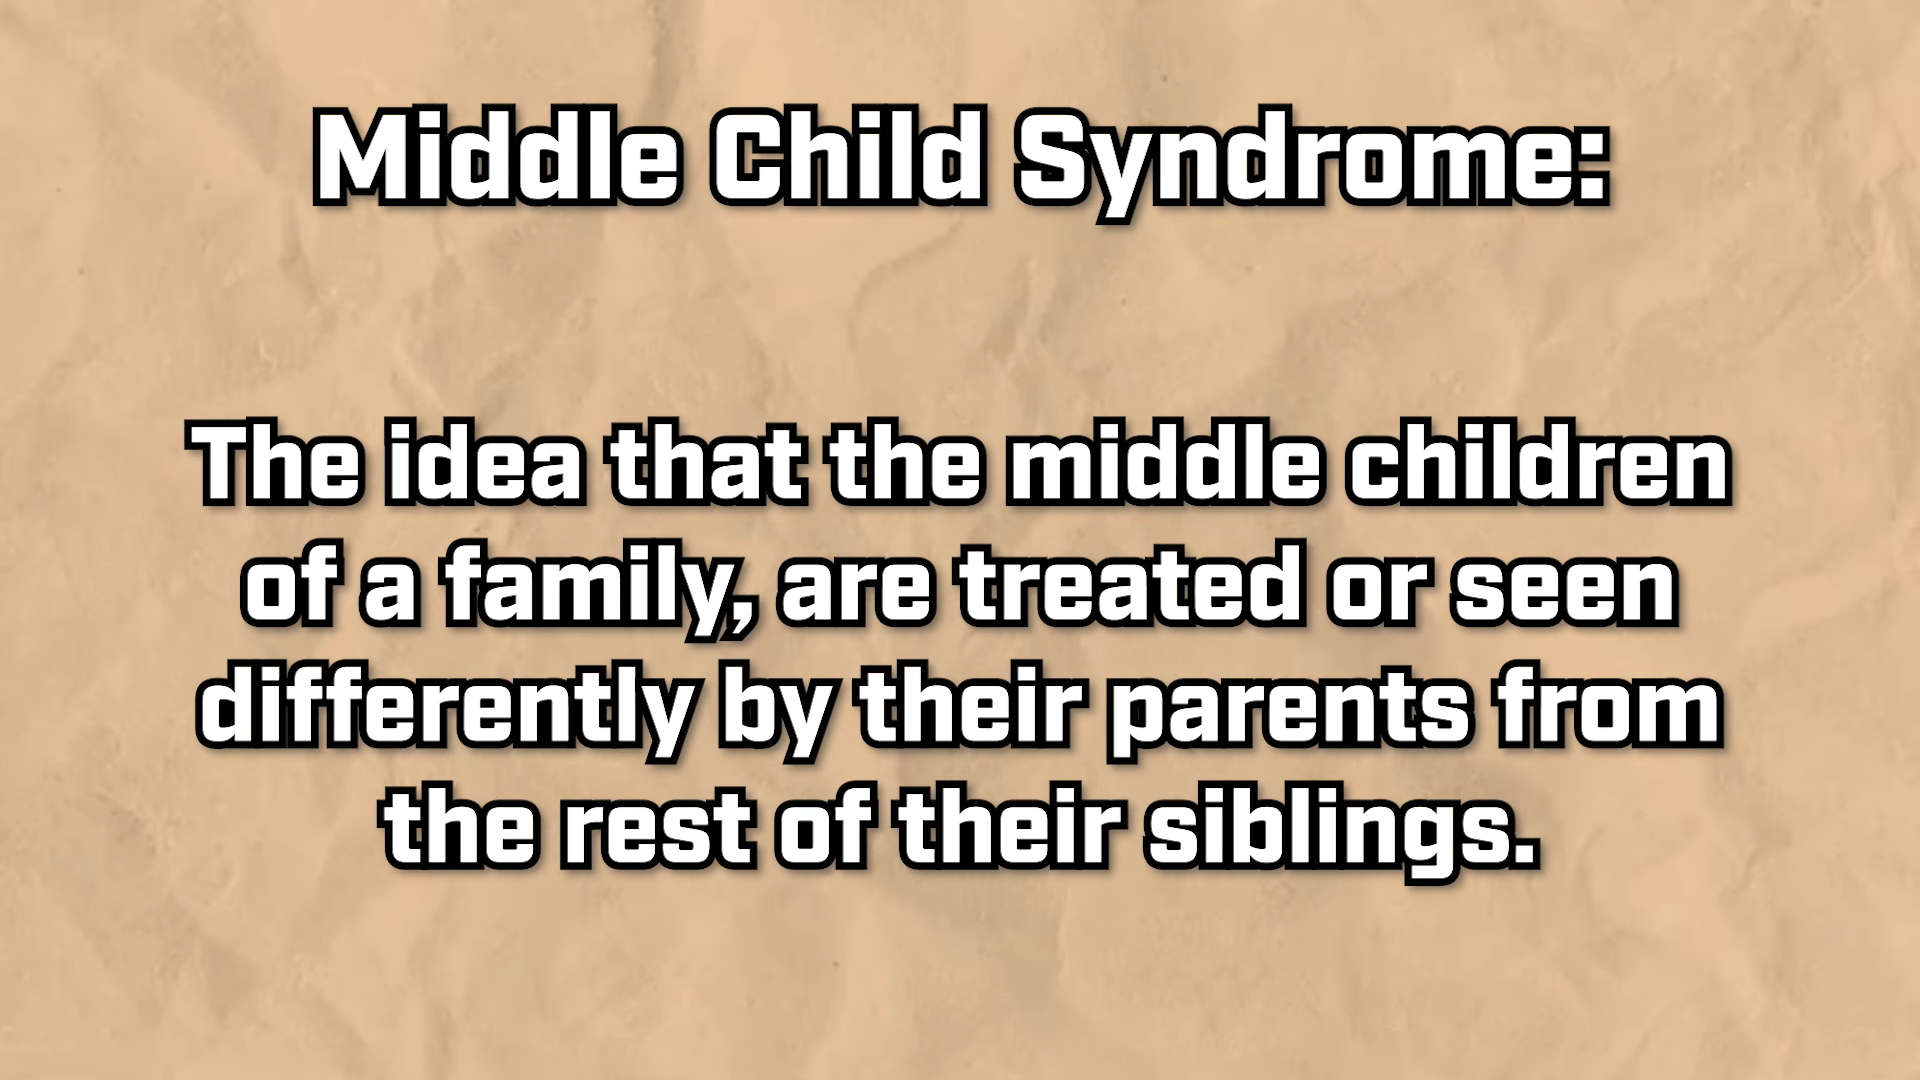 Middle Child Syndrome:
The idea that the middle children
of a family, are treated or seen
differently by their parents from
the rest of their siblings.